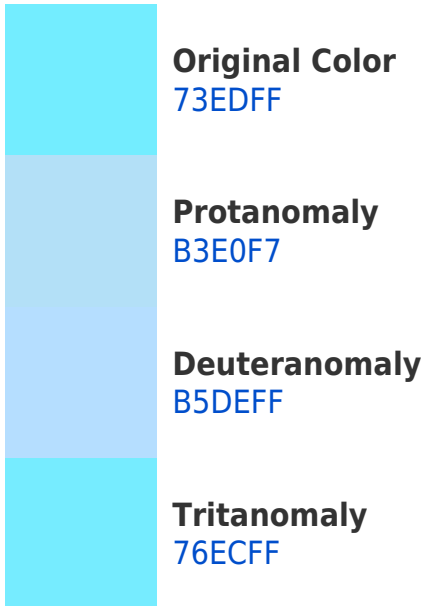 Original Color
73EDFF
Protanomaly
B3E0F7
Deuteranomaly
B5DEFF
Tritanomaly
76ECFF